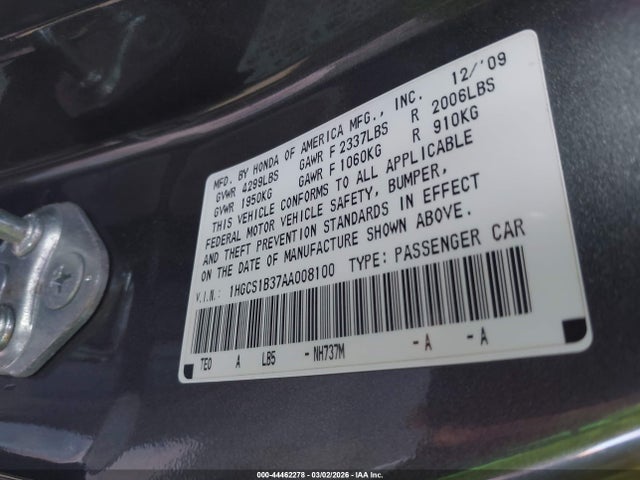 12/'09
MFD. BY HONDA OF AMERICA MFG., INC.
GVWR 4299LBS GAWR F 2337LBS R 2006LBS
GVWR 1950KG GAWR F 1060KG R 910KG
THIS VEHICLE CONFORMS TO ALL APPLICABLE
FEDERAL MOTOR VEHICLE SAFETY, BUMPER,
AND THEFT PREVENTION STANDARDS IN EFFECT
ON THE DATE OF MANUFACTURE SHOWN ABOVE.
V.I.N.: 1HGCS1B37AA008100 TYPE: PASSENGER CAR
TE0 A LB5 -NH737M -A -A
000-44462278 - 03/02/2026 - IAA Inc.